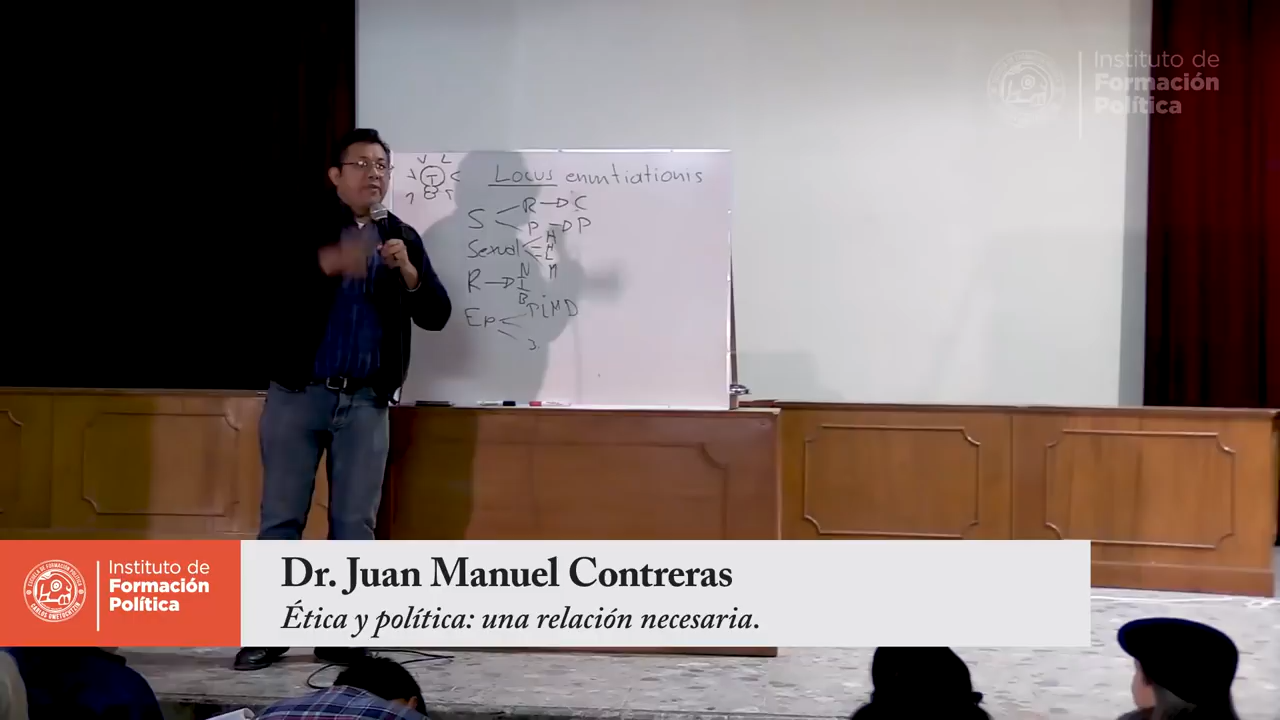 Instituto de
Formación
Política
Locus enuntiationis
S R C
P P
Sexual H
E
M
R N
I
B
Ep
3
Instituto de
Formación
Política
Dr. Juan Manuel Contreras
Ética y política: una relación necesaria.